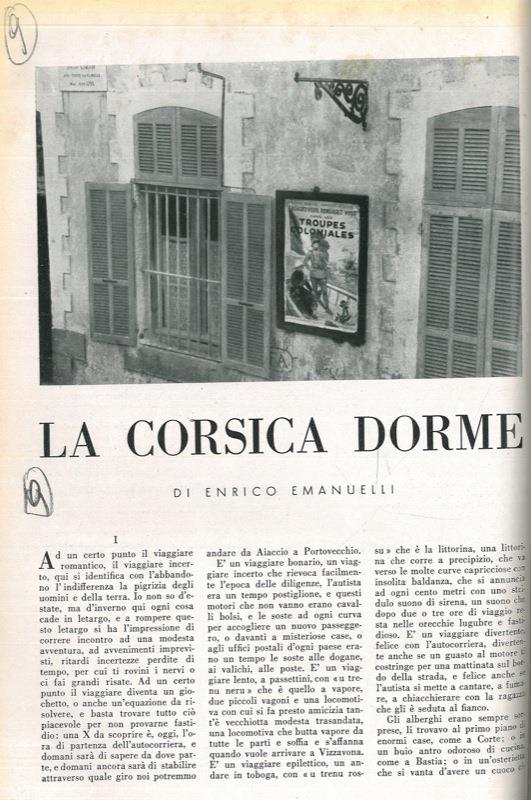 9
TROUPES
COLONIALES
LA CORSICA DORME
9
DI ENRICO EMANUELLI
I
Ad un certo punto il viaggiare
romantico, il viaggiare incer-
to, qui si identifica con l'abbando-
no l'indifferenza la pigrizia degli
uomini e della terra. Io non so d'e-
state, ma d'inverno qui ogni cosa
cade in letargo, e a rompere que-
sto letargo si ha l'impressione di
correre incontro ad una modesta
avventura, ad avvenimenti imprevi-
sti, ritardi incertezze perdite di
tempo, per cui ti rovini i nervi o
ci fai grandi risate. Ad un certo
punto il viaggiare diventa un gio-
chetto, o anche un'equazione da ri-
solvere, e basta trovare tutto ciò
piacevole per non provarne fasti-
dio: una X da scoprire è, oggi, l'o-
ra di partenza dell'autocorriera, e
domani sarà di sapere da dove par-
te, e domani ancora sarà di stabilire
attraverso quale giro noi potremmo
andare da Aiaccio a Portovecchio.
E' un viaggiare bonario, un viag-
giare incerto che rievoca facilmen-
te l'epoca delle diligenze, l'autista
era un tempo postiglione, e questi
motori che non vanno erano caval-
li bolsi, e le soste ad ogni curva
per accogliere un nuovo passegge-
ro, o davanti a misteriose case, o
agli uffici postali d'ogni paese era-
no un tempo le soste alle dogane,
ai valichi, alle poste. E' un viag-
giare lento, a passettini, con «u tre-
nu neru» che è quello a vapore,
due piccoli vagoni e una locomoti-
va con cui si fa presto amicizia tan-
t'è vecchiotta modesta trasandata,
una locomotiva che butta vapore da
tutte le parti e soffia e s'affanna
quando vuole arrivare a Vizzavona.
E' un viaggiare epilettico, un an-
dare in toboga, con «u trenu ros-
su» che è la littorina, una littori-
na che corre a precipizio, che va
verso le molte curve capricciose con
insolita baldanza, che si annuncia
ad ogni cento metri con uno stri-
dulo suono di sirena, un suono che
dopo due o tre ore di viaggio re-
sta nelle orecchie lugubre e fasti-
dioso. E' un viaggiare divertente,
felice con l'autocorriera, diverten-
te anche se un guasto al motore ti
costringe per una mattinata sul bor-
do della strada, e felice anche se
l'autista si mette a cantare, a fuma-
re, a chiacchierare con la ragazza
che gli è seduta al fianco.
Gli alberghi erano sempre sor-
prese, li trovavo al primo piano di
enormi case, come a Corte; o in
un buio antro odoroso di cucina,
come a Bastia; o in un'osteria
che si vanta d'avere un cuoco